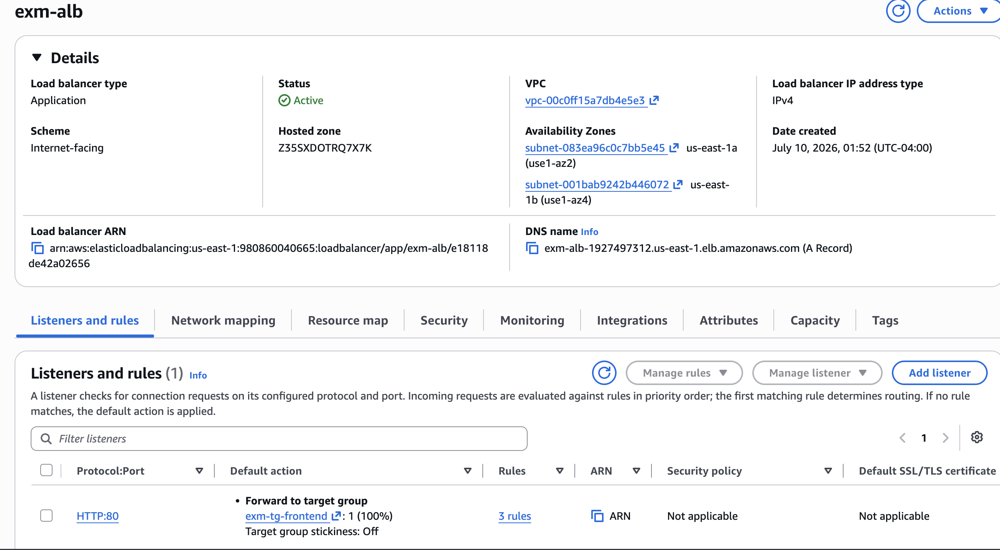 exm-alb
Actions
Details
Load balancer type
Application
Status
Active
VPC
vpc-00c0ff15a7db4e5e3
Load balancer IP address type
IPv4
Scheme
Internet-facing
Hosted zone
Z35SXDOTRQ7X7K
Availability Zones
subnet-083ea96c0c7bb5e45 us-east-1a
(use1-az2)
subnet-001bab9242b446072 us-east-
1b (use1-az4)
Date created
July 10, 2026, 01:52 (UTC-04:00)
Load balancer ARN
arn:aws:elasticloadbalancing:us-east-1:980860040665:loadbalancer/app/exm-alb/e18118
de42a02656
DNS name Info
exm-alb-1927497312.us-east-1.elb.amazonaws.com (A Record)
Listeners and rules
Network mapping
Resource map
Security
Monitoring
Integrations
Attributes
Capacity
Tags
Listeners and rules (1) Info
Manage rules
Manage listener
Add listener
A listener checks for connection requests on its configured protocol and port. Incoming requests are evaluated against rules in priority order; the first matching rule determines routing. If no rule
matches, the default action is applied.
Filter listeners
1
Protocol:Port
Default action
Rules
ARN
Security policy
Default SSL/TLS certificate
HTTP:80
• Forward to target group
exm-tg-frontend : 1 (100%)
Target group stickiness: Off
3 rules
ARN
Not applicable
Not applicable